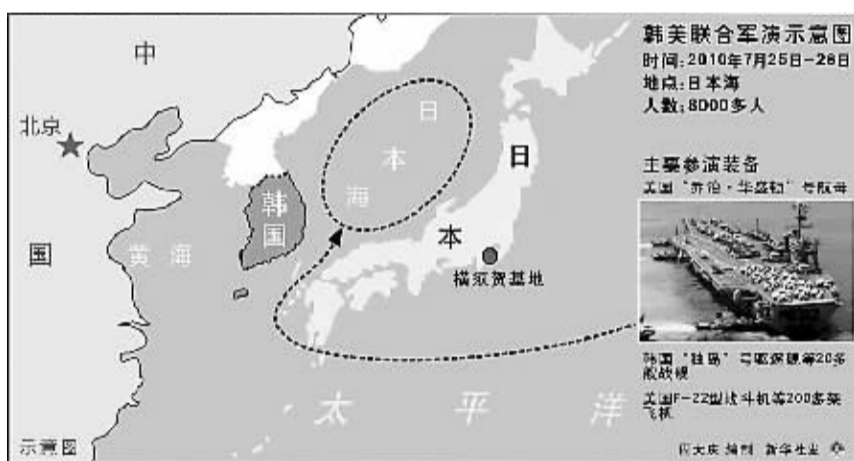 中
北京
国
黄海
韩国
日本海
日本
横须贺基地
太平洋
示意图
韩美联合军演示意图
时间:2010年7月25日-28日
地点:日本海
人数:8000多人
主要参演装备
美国“乔治·华盛顿”号航母
韩国“独岛”号驱逐舰等20多
艘战舰
美国F-22型战斗机等200多架
飞机
周大庆 编制 新华社发